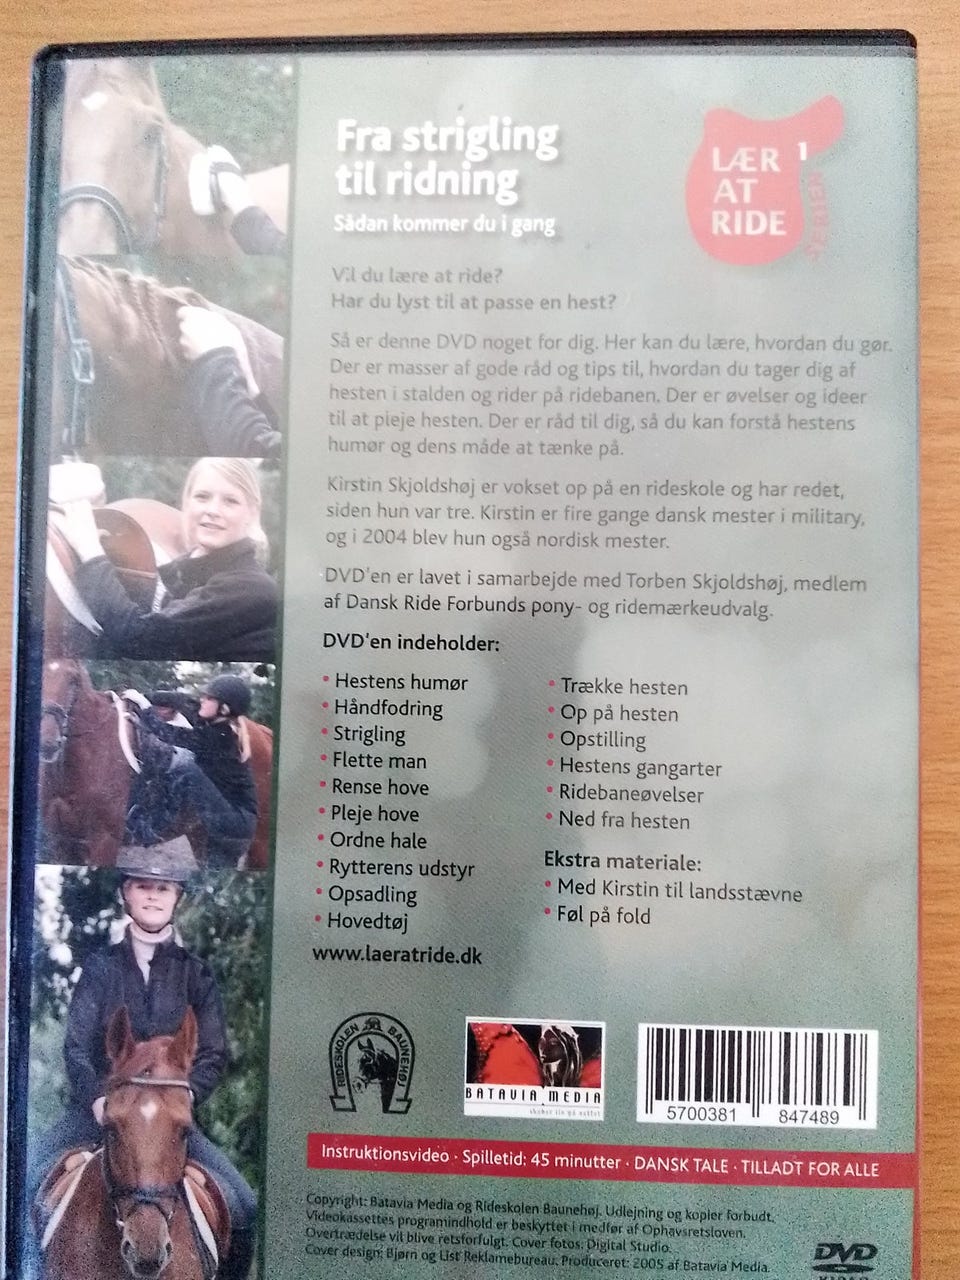 Fra strigling
til ridning
Sådan kommer du i gang
LÆR
AT
RIDE
1
SERIEN
Vil du lære at ride?
Har du lyst til at passe en hest?
Så er denne DVD noget for dig. Her kan du lære, hvordan du gør.
Der er masser af gode råd og tips til, hvordan du tager dig af
hesten i stalden og rider på ridebanen. Der er øvelser og ideer
til at pleje hesten. Der er råd til dig, så du kan forstå hestens
humør og dens måde at tænke på.
Kirstin Skjoldshøj er vokset op på en rideskole og har redet,
siden hun var tre. Kirstin er fire gange dansk mester i military,
og i 2004 blev hun også nordisk mester.
DVD'en er lavet i samarbejde med Torben Skjoldshøj, medlem
af Dansk Ride Forbunds pony- og ridemærkeudvalg.
DVD'en indeholder:
• Hestens humør
• Håndfodring
• Strigling
• Flette man
• Rense hove
• Pleje hove
• Ordne hale
• Rytterens udstyr
• Opsadling
• Hovedtøj
• Trække hesten
• Op på hesten
• Opstilling
• Hestens gangarter
• Ridebaneøvelser
• Ned fra hesten
Ekstra materiale:
• Med Kirstin til landsstævne
• Føl på fold
www.laeratride.dk
RIDESKOLEN BAUNEHØJ
BATAVIA MEDIA
skabet liv på nettet
5700381 847489
Instruktionsvideo · Spilletid: 45 minutter · DANSK TALE · TILLADT FOR ALLE
Copyright: Batavia Media og Rideskolen Baunehøj. Udlejning og kopier forbudt.
Videokassettes programindhold er beskyttet i medfør af Ophavsretsloven.
Overtrædelse vil blive retsforfulgt. Cover fotos: Digital Studio.
Cover design: Bjørn og List Reklamebureau. Produceret: 2005 af Batavia Media.
DVD